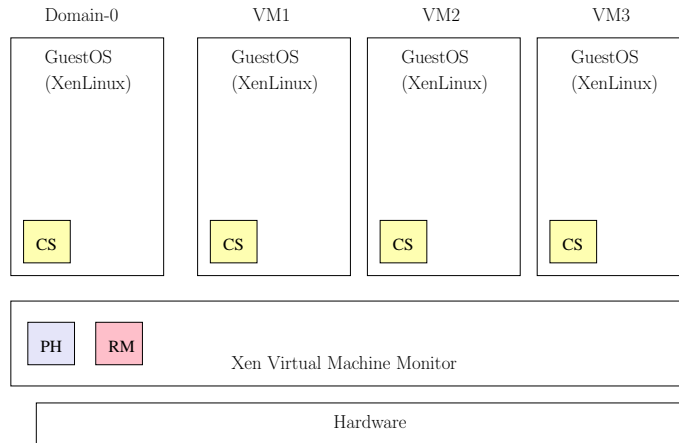 Domain-0 VM1 VM2 VM3
GuestOS GuestOS GuestOS GuestOS
(XenLinux) (XenLinux) (XenLinux) (XenLinux)
CS CS CS CS
PH RM
Xen Virtual Machine Monitor
Hardware